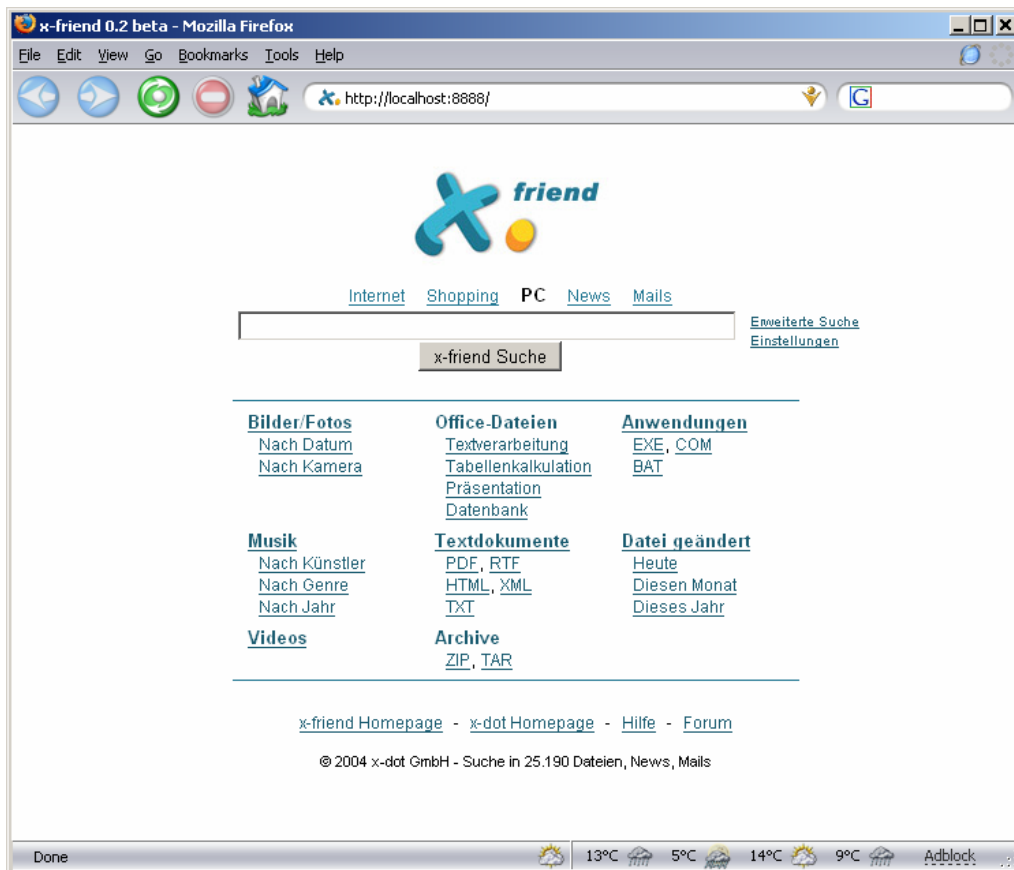 x-friend 0.2 beta - Mozilla Firefox
File Edit View Go Bookmarks Tools Help
http://localhost:8888/
G
friend
Internet Shopping PC News Mails
Erweiterte Suche
Einstellungen
x-friend Suche
Bilder/Fotos Office-Dateien Anwendungen
Nach Datum Textverarbeitung EXE, COM
Nach Kamera Tabellenkalkulation BAT
Präsentation
Datenbank
Musik Textdokumente Datei geändert
Nach Künstler PDF, RTF Heute
Nach Genre HTML, XML Diesen Monat
Nach Jahr TXT Dieses Jahr
Videos Archive
ZIP, TAR
x-friend Homepage - x-dot Homepage - Hilfe - Forum
© 2004 x-dot GmbH - Suche in 25.190 Dateien, News, Mails
Done 13°C 5°C 14°C 9°C Adblock